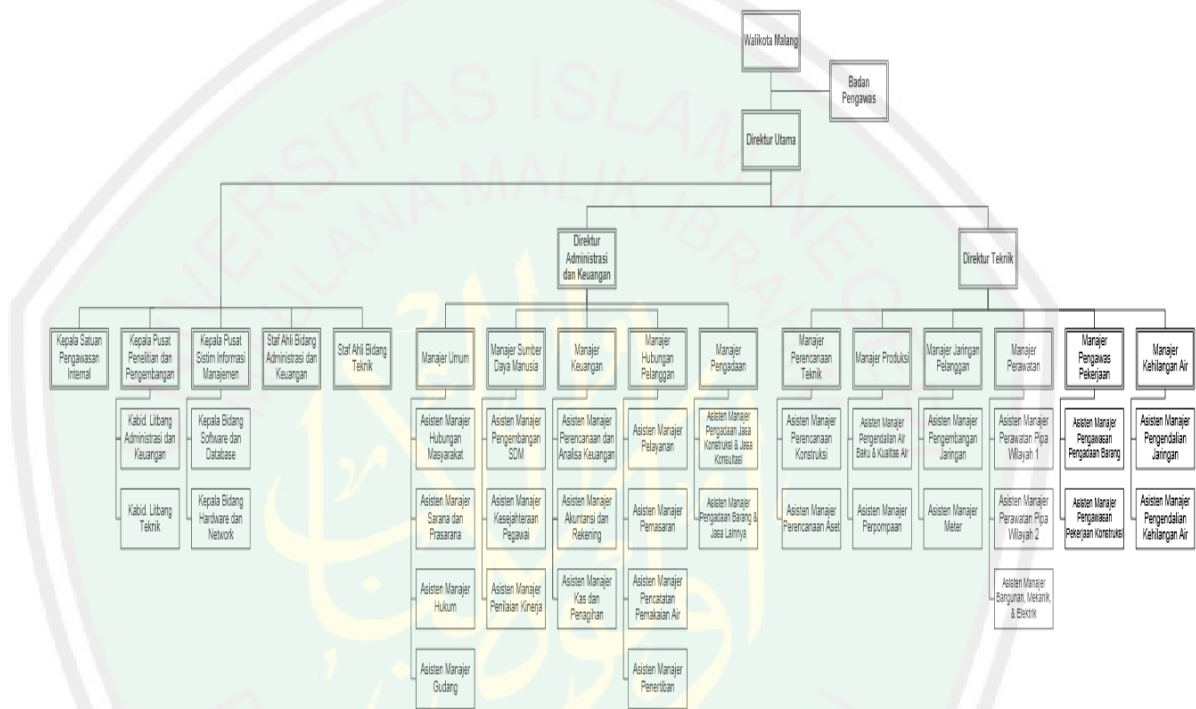 Walikota Malang
Badan
Pengawas
Direktur Utama
Direktur
Administrasi
dan Keuangan
Direktur Teknik
Kepala Satuan
Pengawasan
Internal
Kepala Pusat
Penelitian dan
Pengembangan
Kepala Pusat
Sistim Informasi
Manajemen
Staf Ahli Bidang
Administrasi dan
Keuangan
Staf Ahli Bidang
Teknik
Manajer Umum
Manajer Sumber
Daya Manusia
Manajer
Keuangan
Manajer
Hubungan
Pelanggan
Manajer
Pengadaan
Manajer
Perencanaan
Teknik
Manajer Produksi
Manajer Jaringan
Pelanggan
Manajer
Perawatan
Manajer
Pengawas
Pekerjaan
Manajer
Kehilangan Air
Kabid. Litbang
Administrasi dan
Keuangan
Kepala Bidang
Software dan
Database
Asisten Manajer
Hubungan
Masyarakat
Asisten Manajer
Pengembangan
SDM
Asisten Manajer
Perencanaan dan
Analisa Keuangan
Asisten Manajer
Pelayanan
Asisten Manajer
Pengadaan Jasa
Konstruksi & Jasa
Konsultasi
Asisten Manajer
Perencanaan
Konstruksi
Asisten Manajer
Pengendalian Air
Baku & Kualitas Air
Asisten Manajer
Pengembangan
Jaringan
Asisten Manajer
Perawatan Pipa
Wilayah 1
Asisten Manajer
Pengawasan
Pengadaan Barang
Asisten Manajer
Pengendalian
Jaringan
Kabid. Litbang
Teknik
Kepala Bidang
Hardware dan
Network
Asisten Manajer
Sarana dan
Prasarana
Asisten Manajer
Kesejahteraan
Pegawai
Asisten Manajer
Akuntansi dan
Rekening
Asisten Manajer
Pemasaran
Asisten Manajer
Pengadaan Barang &
Jasa Lainnya
Asisten Manajer
Perencanaan Aset
Asisten Manajer
Perpompaan
Asisten Manajer
Meter
Asisten Manajer
Perawatan Pipa
Wilayah 2
Asisten Manajer
Pengawasan
Pekerjaan Konstruksi
Asisten Manajer
Pengendalian
Kehilangan Air
Asisten Manajer
Hukum
Asisten Manajer
Penilaian Kinerja
Asisten Manajer
Kas dan
Penagihan
Asisten Manajer
Pencatatan
Pemakaian Air
Asisten Manajer
Bangunan, Mekanik,
& Elektrik
Asisten Manajer
Gudang
Asisten Manajer
Penertiban